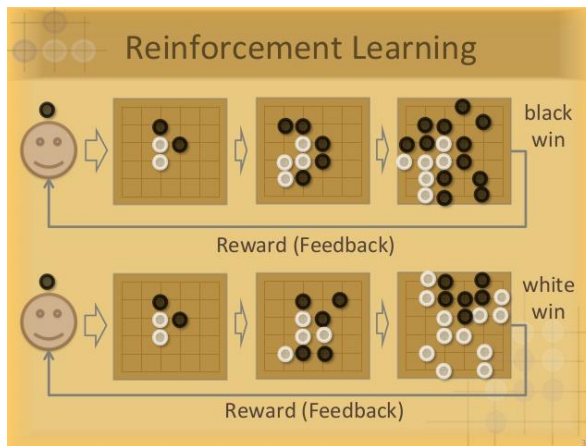 Reinforcement Learning
black
win
Reward (Feedback)
white
win
Reward (Feedback)